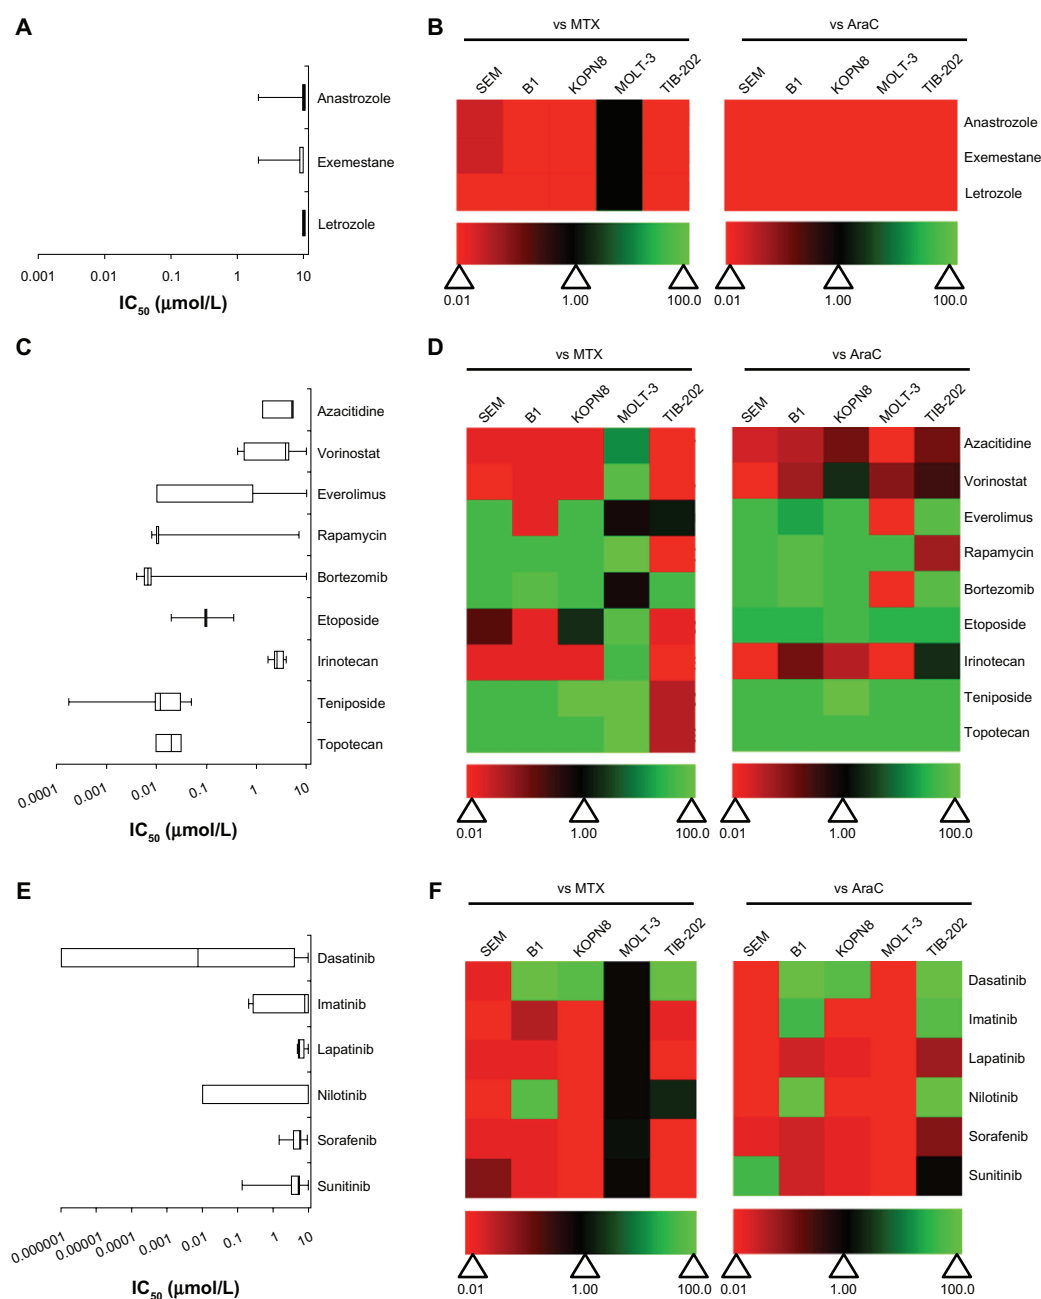 A
Anastrozole
Exemestane
Letrozole
0.001 0.01 0.1 1 10
IC50 (μmol/L)
B
vs MTX vs AraC
SEM B1 KOPN8 MOLT-3 TIB-202 SEM B1 KOPN8 MOLT-3 TIB-202
Anastrozole
Exemestane
Letrozole
0.01 1.00 100.0 0.01 1.00 100.0
C
Azacitidine
Vorinostat
Everolimus
Rapamycin
Bortezomib
Etoposide
Irinotecan
Teniposide
Topotecan
0.0001 0.001 0.01 0.1 1 10
IC50 (μmol/L)
D
vs MTX vs AraC
SEM B1 KOPN8 MOLT-3 TIB-202 SEM B1 KOPN8 MOLT-3 TIB-202
Azacitidine
Vorinostat
Everolimus
Rapamycin
Bortezomib
Etoposide
Irinotecan
Teniposide
Topotecan
0.01 1.00 100.0 0.01 1.00 100.0
E
Dasatinib
Imatinib
Lapatinib
Nilotinib
Sorafenib
Sunitinib
0.000001 0.00001 0.0001 0.001 0.01 0.1 1 10
IC50 (μmol/L)
F
vs MTX vs AraC
SEM B1 KOPN8 MOLT-3 TIB-202 SEM B1 KOPN8 MOLT-3 TIB-202
Dasatinib
Imatinib
Lapatinib
Nilotinib
Sorafenib
Sunitinib
0.01 1.00 100.0 0.01 1.00 100.0